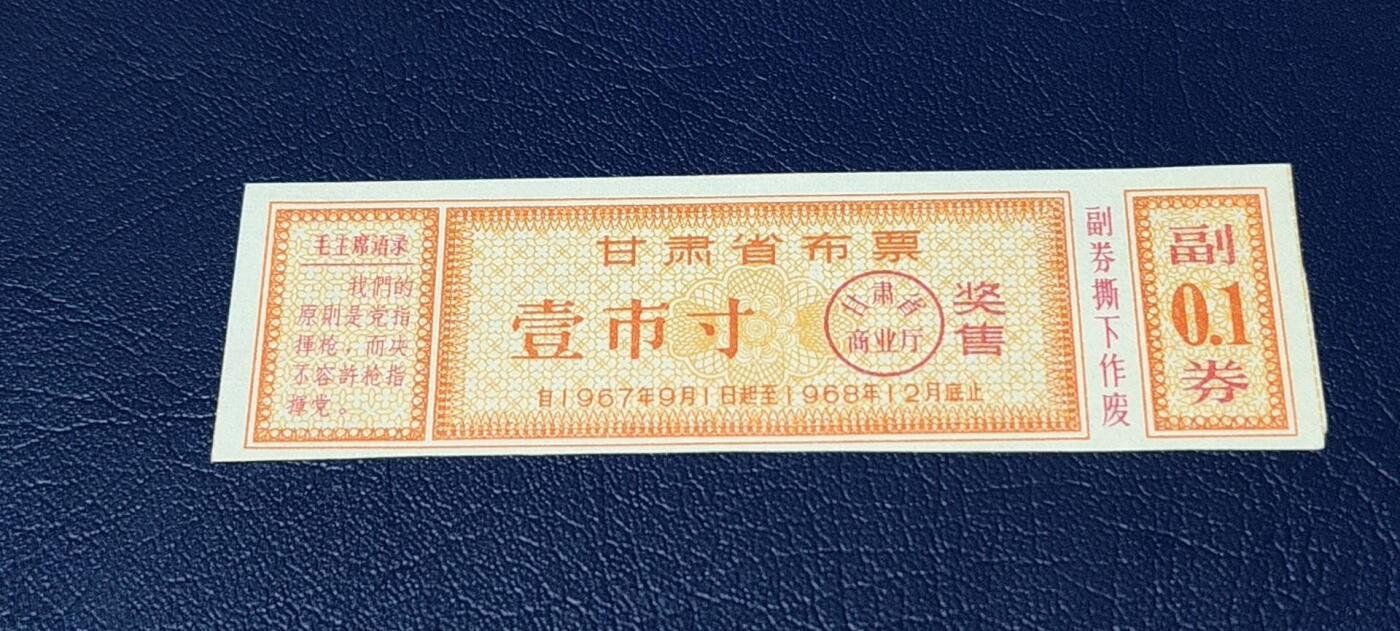 毛主席语录
我們的
原則是党指
揮枪，而决
不容許枪指
揮党。
甘肃省布票
壹市寸
甘肃省
商业厅
奖
售
自1967年9月1日起至1968年12月底止
副券撕下作废
副
0.1
券